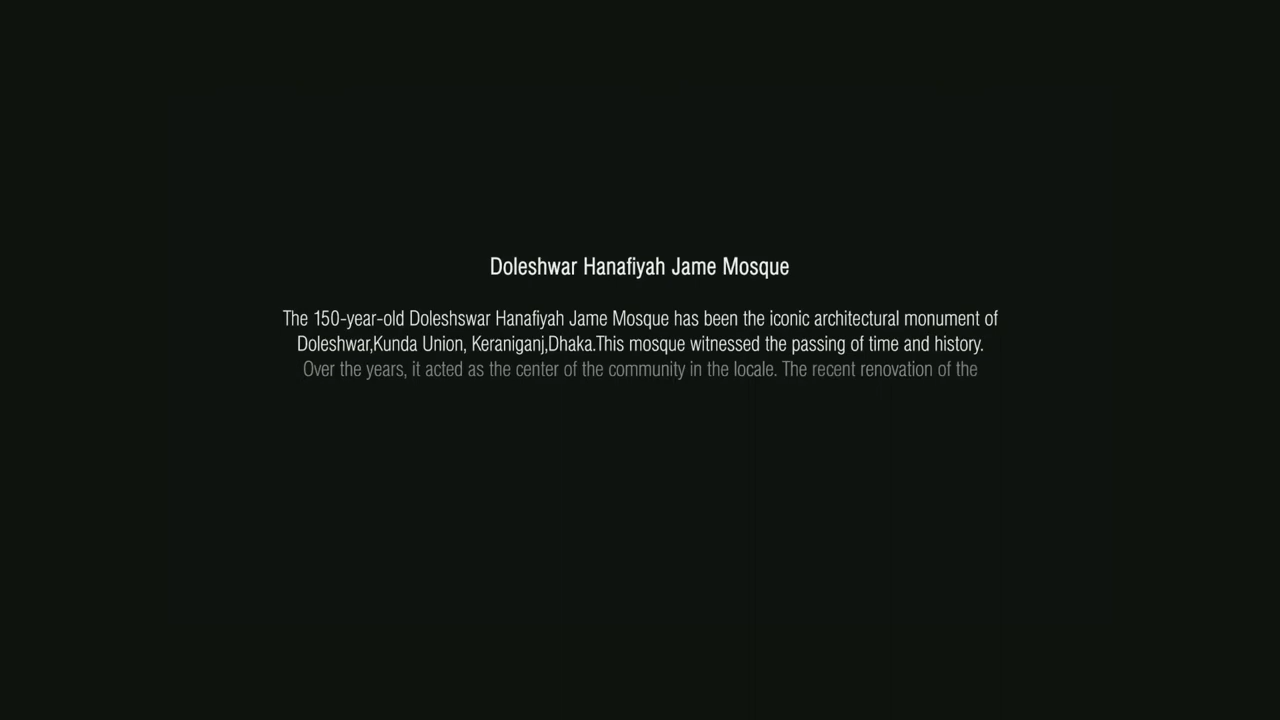 Doleshwar Hanafiyah Jame Mosque
The 150-year-old Doleshswar Hanafiyah Jame Mosque has been the iconic architectural monument of
Doleshwar,Kunda Union, Keraniganj,Dhaka.This mosque witnessed the passing of time and history.
Over the years, it acted as the center of the community in the locale. The recent renovation of the